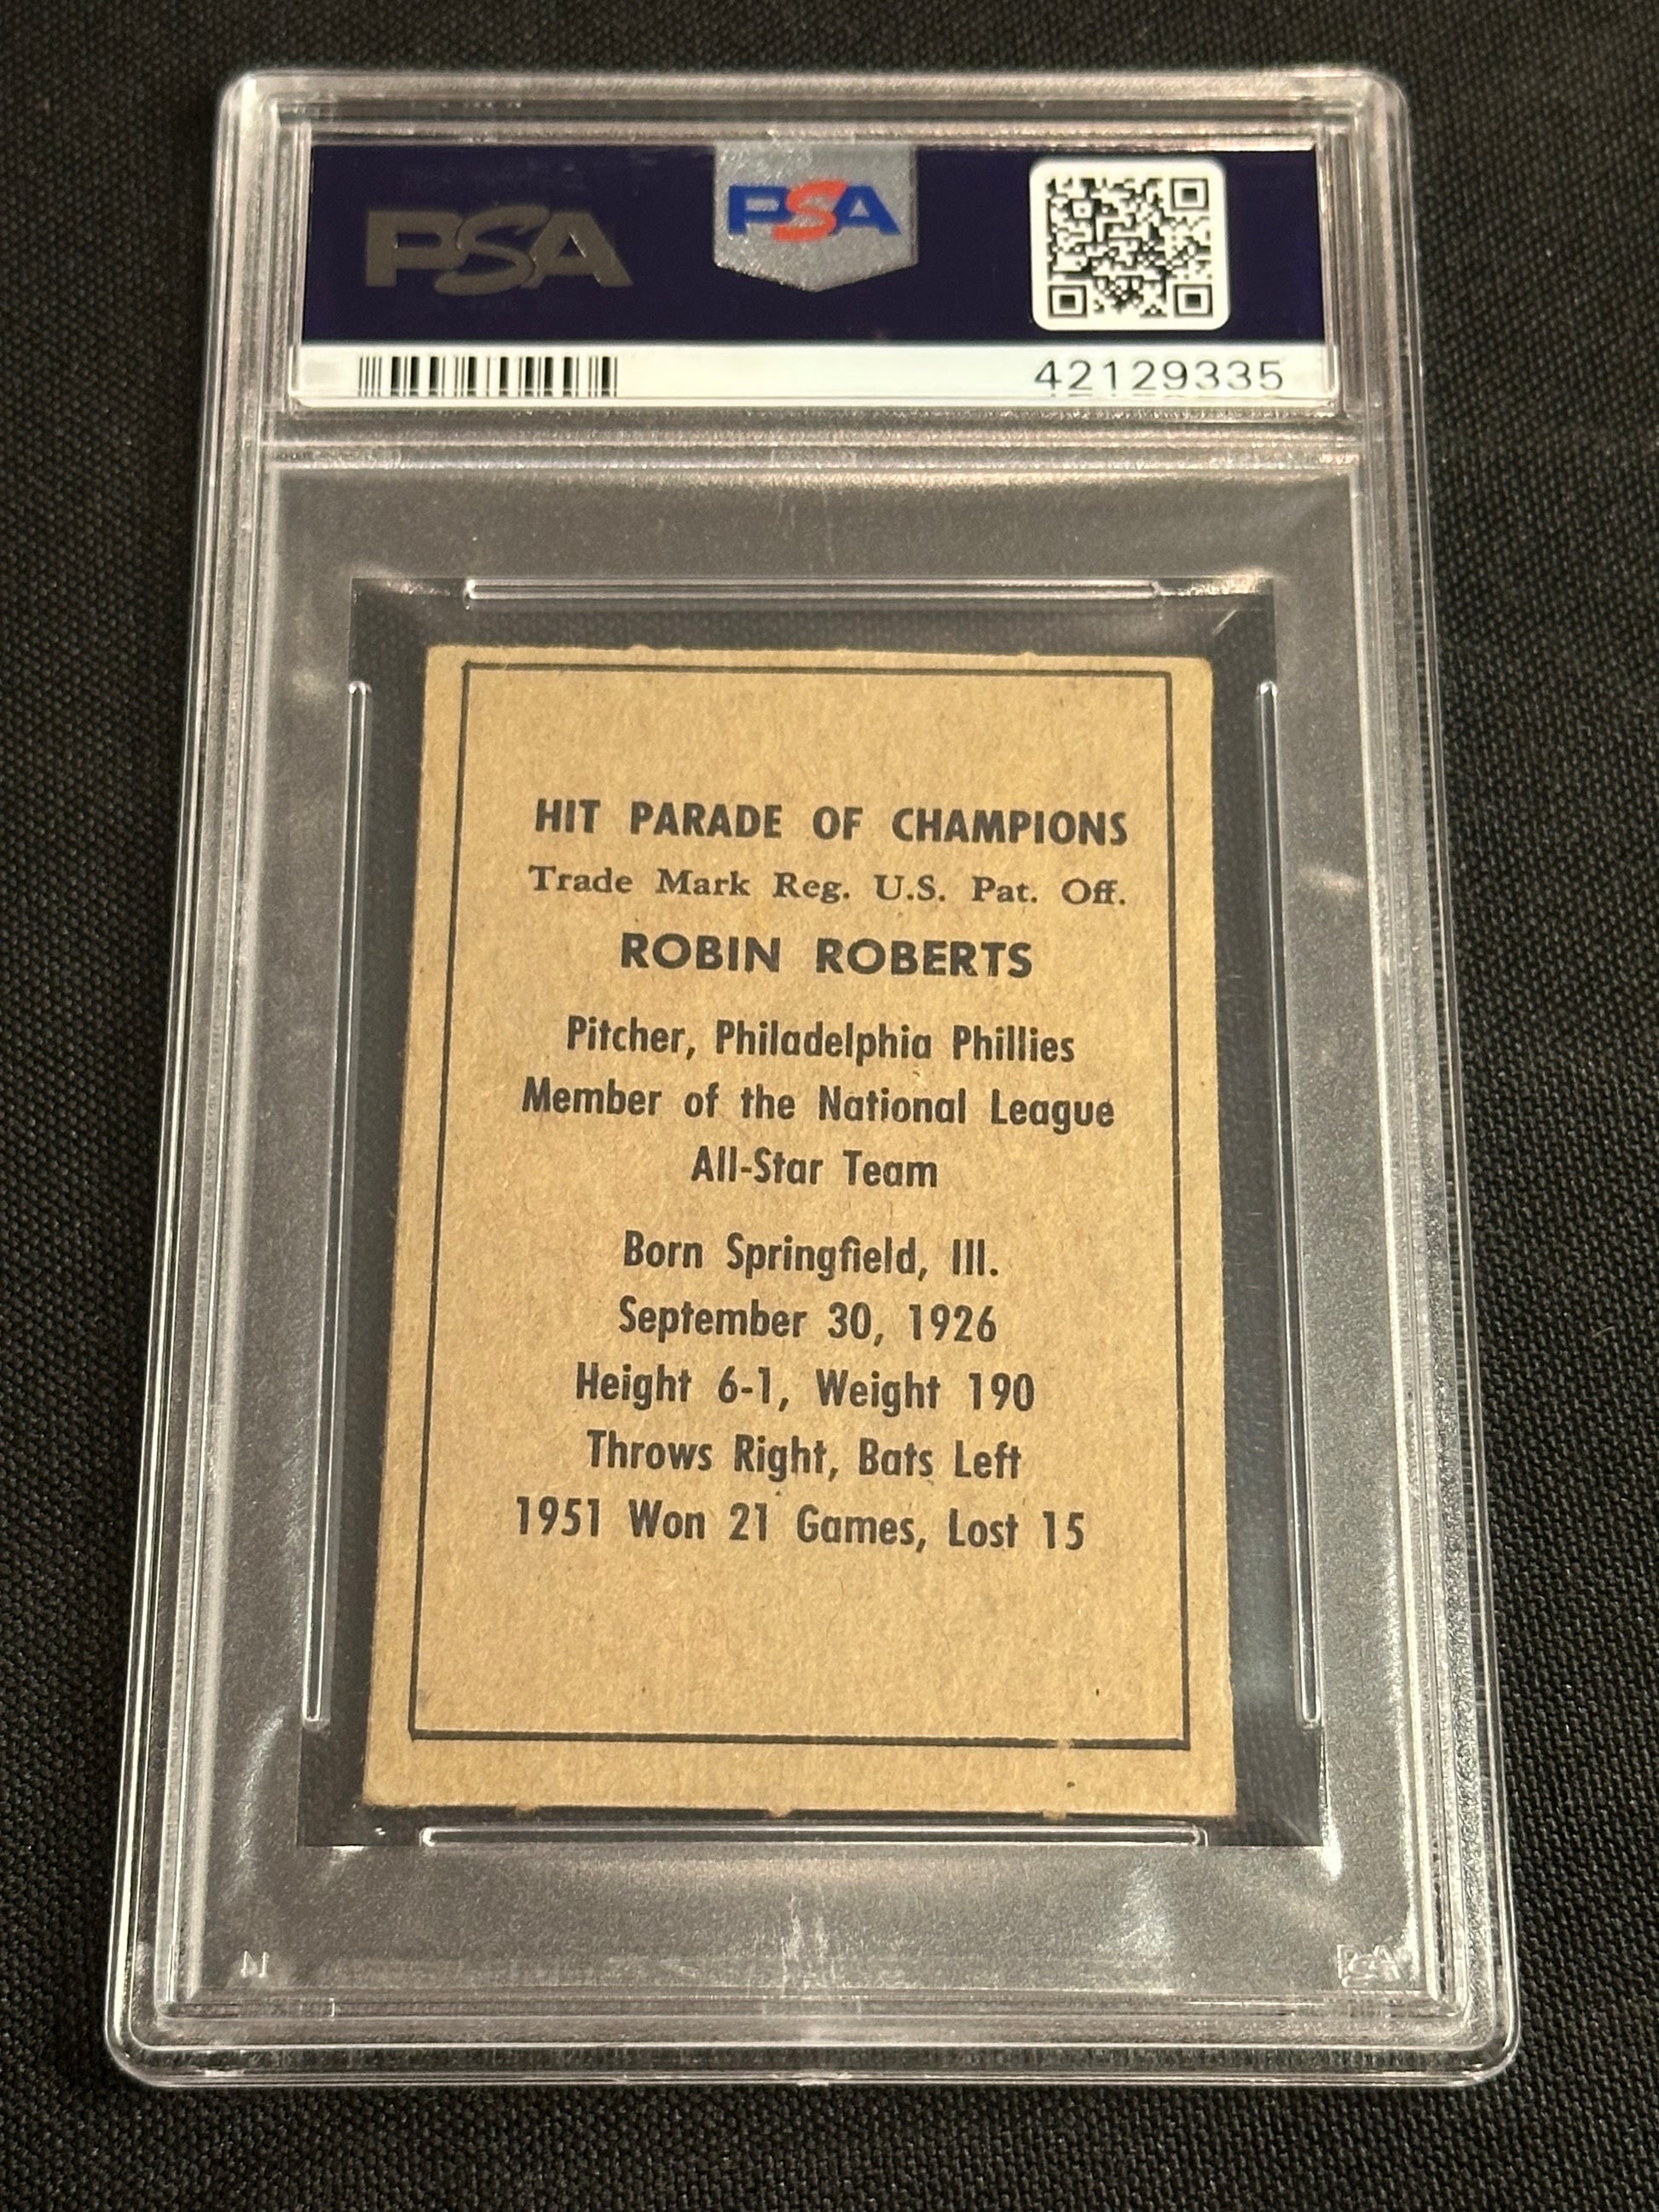 PSA
PSA
42129335
HIT PARADE OF CHAMPIONS
Trade Mark Reg. U.S. Pat. Off.
ROBIN ROBERTS
Pitcher, Philadelphia Phillies
Member of the National League
All-Star Team
Born Springfield, Ill.
September 30, 1926
Height 6-1, Weight 190
Throws Right, Bats Left
1951 Won 21 Games, Lost 15